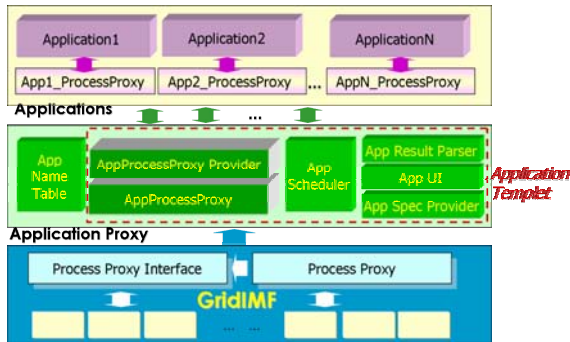 Application1
Application2
ApplicationN
App1_ProcessProxy
App2_ProcessProxy
...
AppN_ProcessProxy
Applications
...
App
Name
Table
AppProcessProxy Provider
AppProcessProxy
App
Scheduler
App Result Parser
App UI
App Spec Provider
Application
Templet
Application Proxy
Process Proxy Interface
Process Proxy
GridIMF
... ...